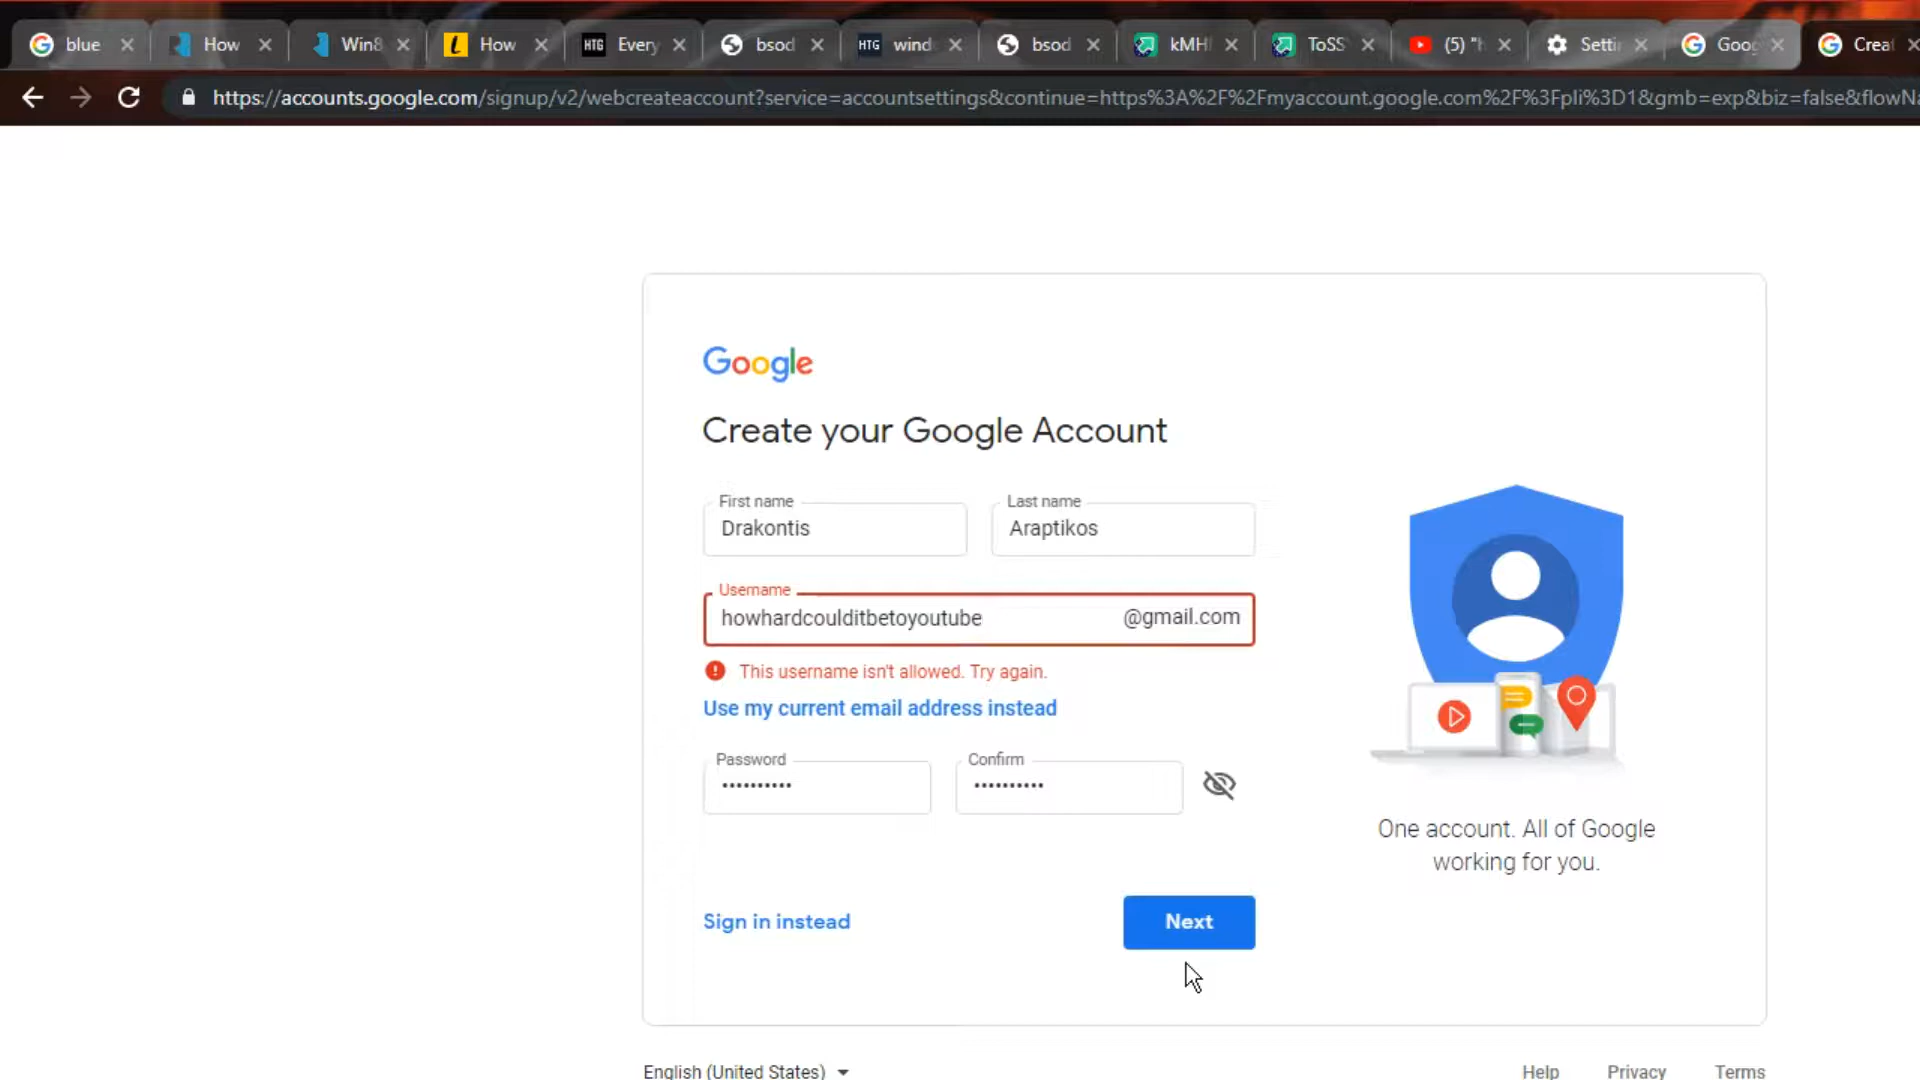 blue
How
Win8
How
HTG
Every
bsod
HTG
wind
bsod
kMH
ToSS
(5) "h
Settin
Goog
Creat
https://accounts.google.com/signup/v2/webcreateaccount?service=accountsettings&continue=https%3A%2F%2Fmyaccount.google.com%2F%3Fpli%3D1&gmb=exp&biz=false&flowNa
Google
Create your Google Account
First name
Last name
Drakontis
Araptikos
Username
howhardcoulditbetoyoutube
@gmail.com
This username isn't allowed. Try again.
Use my current email address instead
Password
Confirm
One account. All of Google
working for you.
Sign in instead
Next
English (United States)
Help
Privacy
Terms